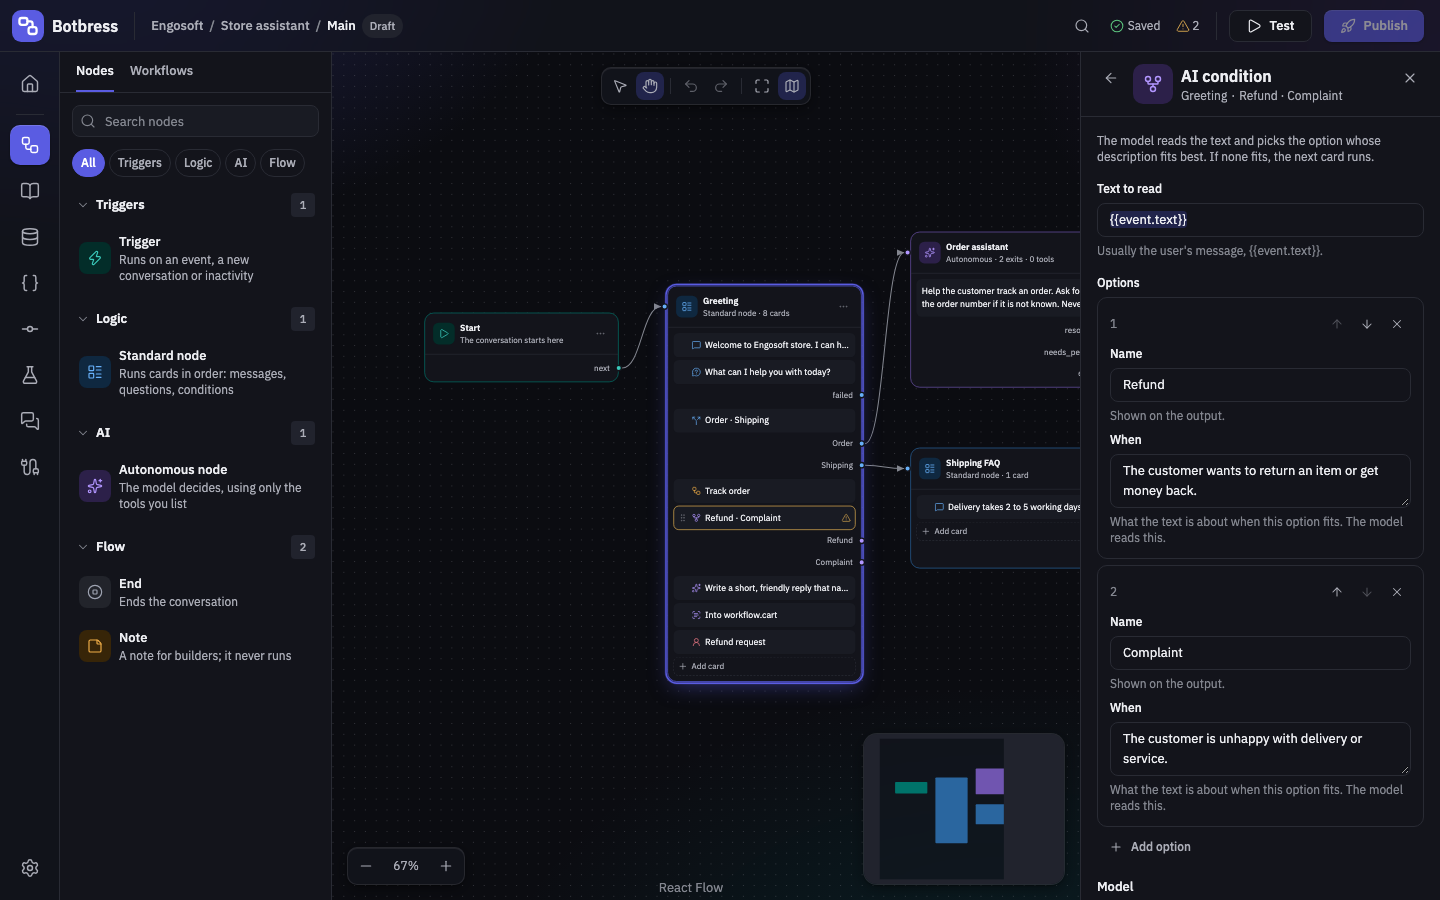 Botbress
Engosoft / Store assistant / Main Draft
Saved
2
Test
Publish
Nodes Workflows
Search nodes
All Triggers Logic AI Flow
Triggers 1
Trigger
Runs on an event, a new
conversation or inactivity
Logic 1
Standard node
Runs cards in order: messages,
questions, conditions
AI 1
Autonomous node
The model decides, using only the
tools you list
Flow 2
End
Ends the conversation
Note
A note for builders; it never runs
Start
The conversation starts here
next
Greeting
Standard node · 8 cards
Welcome to Engosoft store. I can h...
What can I help you with today?
failed
Order · Shipping
Order
Shipping
Track order
Refund · Complaint
Refund
Complaint
Write a short, friendly reply that na...
Into workflow.cart
Refund request
Add card
Order assistant
Autonomous · 2 exits · 0 tools
Help the customer track an order. Ask fo
the order number if it is not known. Neve
reso
needs_pe
Shipping FAQ
Standard node · 1 card
Delivery takes 2 to 5 working days
Add card
67%
React Flow
AI condition
Greeting · Refund · Complaint
The model reads the text and picks the option whose
description fits best. If none fits, the next card runs.
Text to read
{{event.text}}
Usually the user's message, {{event.text}}.
Options
1
Name
Refund
Shown on the output.
When
The customer wants to return an item or get
money back.
What the text is about when this option fits. The model
reads this.
2
Name
Complaint
Shown on the output.
When
The customer is unhappy with delivery or
service.
What the text is about when this option fits. The model
reads this.
Add option
Model